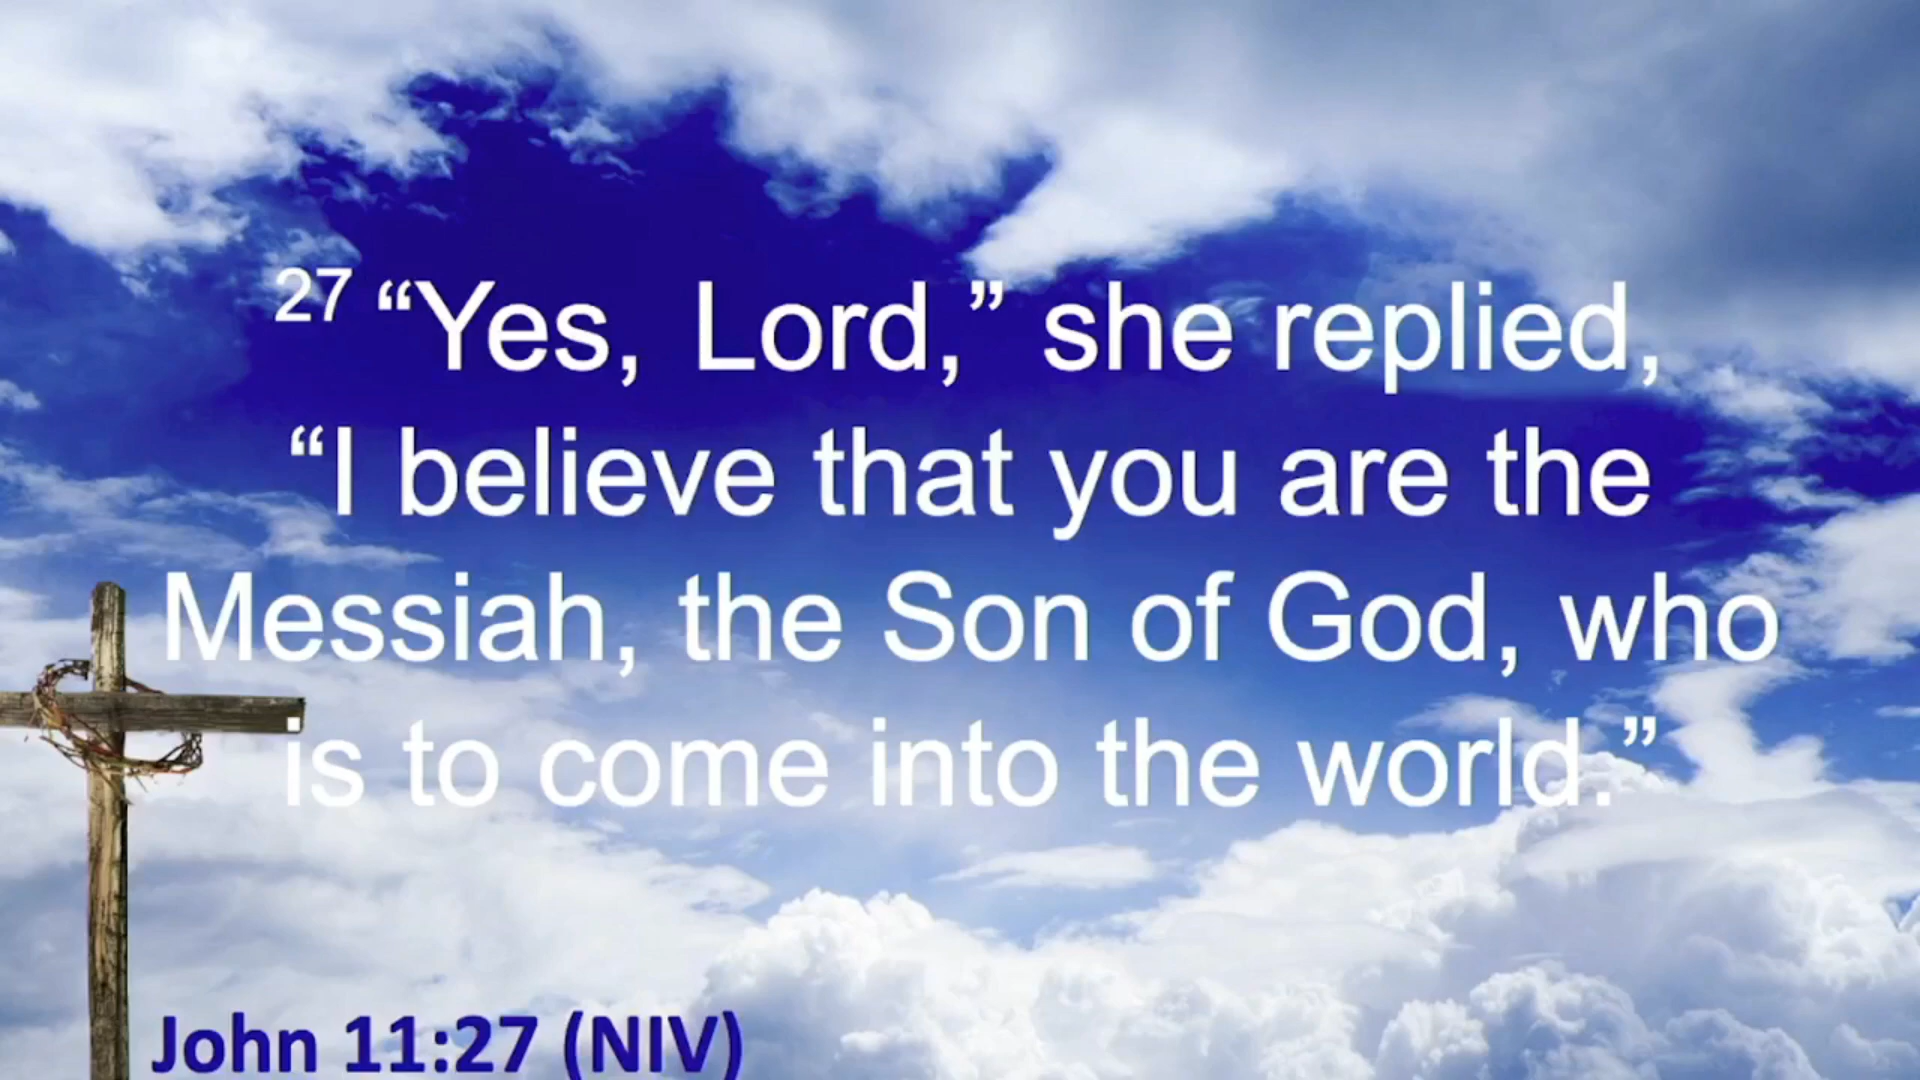 27 “Yes, Lord,” she replied,
“I believe that you are the
Messiah, the Son of God, who
is to come into the world.”
John 11:27 (NIV)